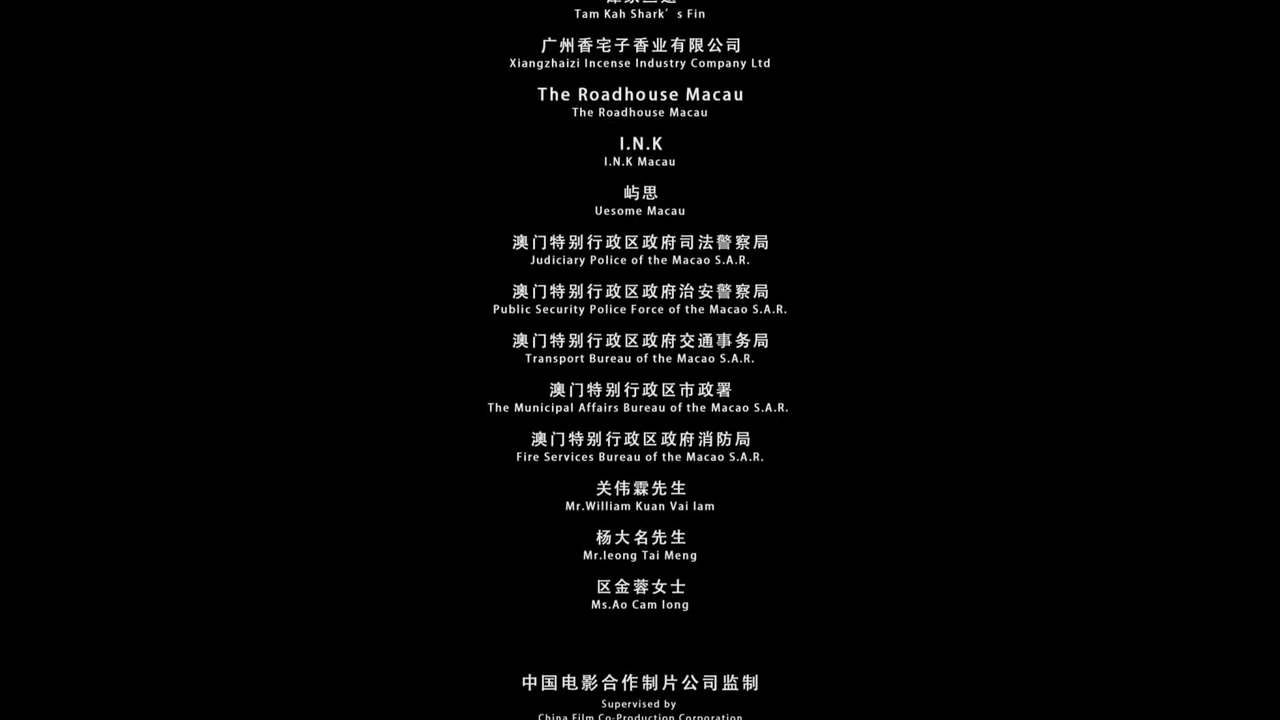 Tam Kah Shark's Fin
广州香宅子香业有限公司
Xiangzhaizi Incense Industry Company Ltd
The Roadhouse Macau
The Roadhouse Macau
I.N.K
I.N.K Macau
屿思
Uesome Macau
澳门特别行政区政府司法警察局
Judiciary Police of the Macao S.A.R.
澳门特别行政区政府治安警察局
Public Security Police Force of the Macao S.A.R.
澳门特别行政区政府交通事务局
Transport Bureau of the Macao S.A.R.
澳门特别行政区市政署
The Municipal Affairs Bureau of the Macao S.A.R.
澳门特别行政区政府消防局
Fire Services Bureau of the Macao S.A.R.
关伟霖先生
Mr.William Kuan Vai lam
杨大名先生
Mr.Ieong Tai Meng
区金蓉女士
Ms.Ao Cam Iong
中国电影合作制片公司监制
Supervised by
China Film Co-Production Corporation